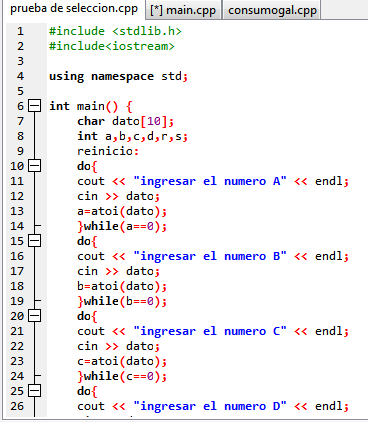 prueba de seleccion.cpp [*] main.cpp consumogal.cpp
1 #include <stdlib.h>
2 #include<iostream>
3
4 using namespace std;
5
6 int main() {
7 char dato[10];
8 int a,b,c,d,r,s;
9 reinicio:
10 do{
11 cout << "ingresar el numero A" << endl;
12 cin >> dato;
13 a=atoi(dato);
14 }while(a==0);
15 do{
16 cout << "ingresar el numero B" << endl;
17 cin >> dato;
18 b=atoi(dato);
19 }while(b==0);
20 do{
21 cout << "ingresar el numero C" << endl;
22 cin >> dato;
23 c=atoi(dato);
24 }while(c==0);
25 do{
26 cout << "ingresar el numero D" << endl;